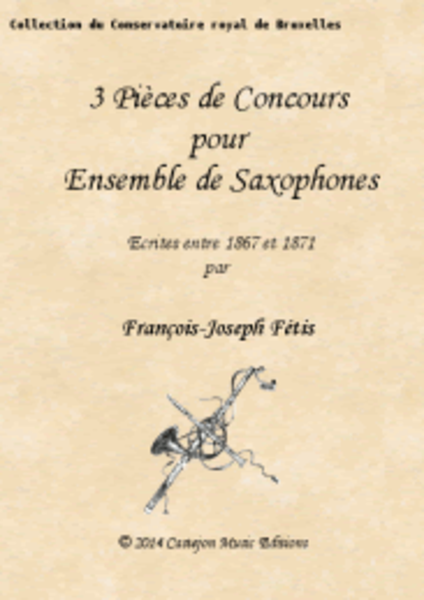 Collection du Conservatoire royal de Bruxelles
3 Pièces de Concours
pour
Ensemble de Saxophones
Ecrites entre 1867 et 1871
par
François-Joseph Fétis
© 2014 Castejon Music Editions